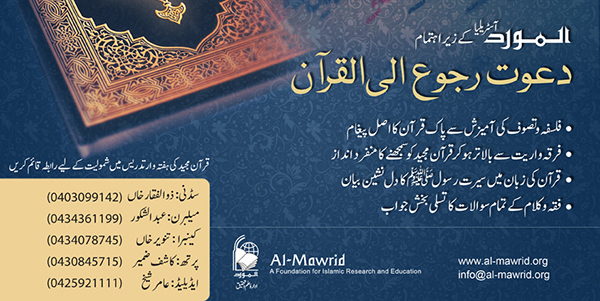 المورد آسٹریلیا کے زیر اہتمام
دعوت رجوع الی القرآن
• فلسفہ و تصوف کی آمیزش سے پاک قرآن کا اصل پیغام
• فرقہ واریت سے بالاتر ہو کر قرآن مجید کو سمجھنے کا منفرد انداز
• قرآن کی زبان میں سیرت رسول ﷺ کا دل نشین بیان
• فقہ و کلام کے تمام سوالات کا تسلی بخش جواب
قرآن مجید کی ہفتہ وار تدریس میں شمولیت کے لیے رابطہ قائم کریں
سڈنی: ذوالفقار خاں (0403099142)
میلبرن: عبدالشکور (0434361199)
کینبرا: تنویر خاں (0434078745)
پرتھ: کاشف ضمیر (0430845715)
ایڈیلیڈ: عامر شیخ (0425921111)
المورد
ادارہ علم و تحقیق
Al-Mawrid
A Foundation for Islamic Research and Education
www.al-mawrid.org
info@al-mawrid.org